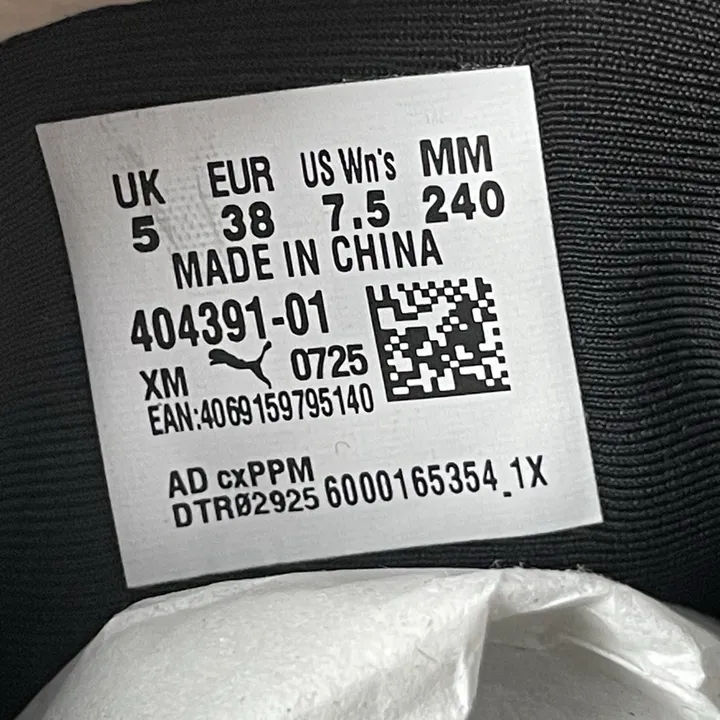 UK EUR US Wn's MM
5 38 7.5 240
MADE IN CHINA
404391-01
XM 0725
EAN:4069159795140
AD cxPPM
DTRØ2925 6000165354_1X